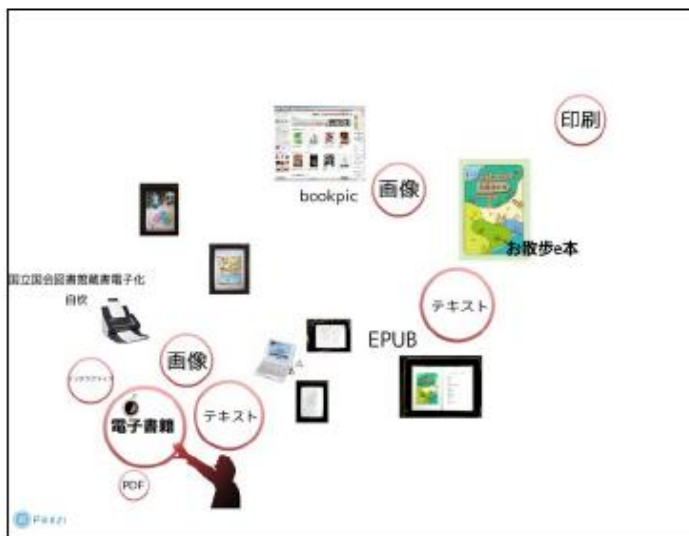 印刷
bookpic
画像
お散歩e本
国立国会図書館蔵書電子化
自炊
テキスト
EPUB
画像
テキスト
電子書籍
PDF
Prezi